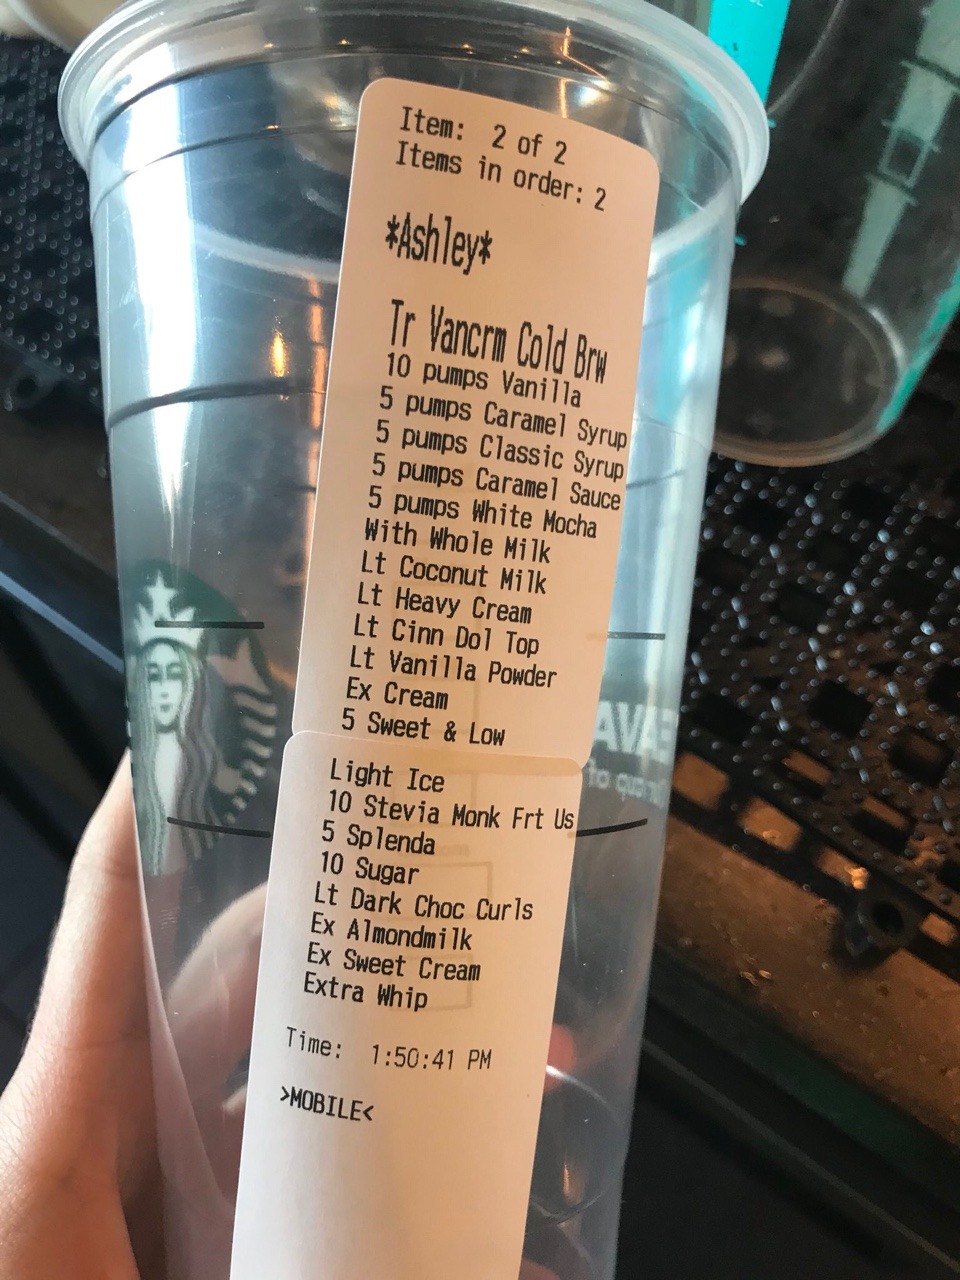 Item: 2 of 2
Items in order: 2
*Ashley*
Tr Vancrm Cold Brw
10 pumps Vanilla
5 pumps Caramel Syrup
5 pumps Classic Syrup
5 pumps Caramel Sauce
5 pumps White Mocha
With Whole Milk
Lt Coconut Milk
Lt Heavy Cream
Lt Cinn Dol Top
Lt Vanilla Powder
Ex Cream
5 Sweet & Low
Light Ice
10 Stevia Monk Frt Us
5 Splenda
10 Sugar
Lt Dark Choc Curls
Ex Almondmilk
Ex Sweet Cream
Extra Whip
Time: 1:50:41 PM
>MOBILE<